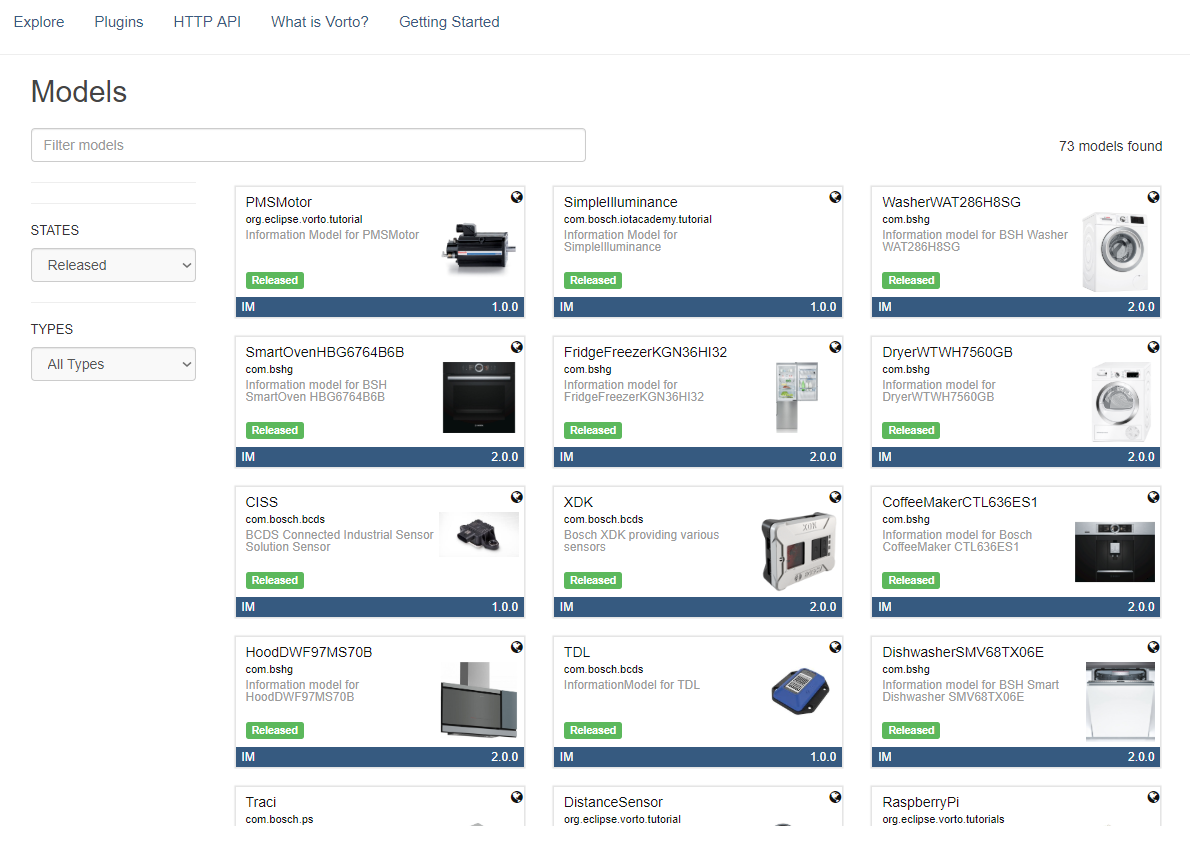 Explore Plugins HTTP API What is Vorto? Getting Started
Models
Filter models
73 models found
STATES
Released
TYPES
All Types
PMSMotor
org.eclipse.vorto.tutorial
Information Model for PMSMotor
Released
IM 1.0.0
SimpleIluminance
com.bosch.iotacademy.tutorial
Information Model for
SimpleIluminance
Released
IM 1.0.0
WasherWAT286H8SG
com.bshg
Information model for BSH Washer
WAT286H8SG
Released
IM 2.0.0
SmartOvenHBG6764B6B
com.bshg
Information model for BSH
SmartOven HBG6764B6B
Released
IM 2.0.0
FridgeFreezerKGN36HI32
com.bshg
Information model for
FridgeFreezerKGN36HI32
Released
IM 2.0.0
DryerWTWH7560GB
com.bshg
Information model for
DryerWTWH7560GB
Released
IM 2.0.0
CISS
com.bosch.bcds
BCDS Connected Industrial Sensor
Solution Sensor
Released
IM 1.0.0
XDK
com.bosch.bcds
Bosch XDK providing various
sensors
XDK
Released
IM 2.0.0
CoffeeMakerCTL636ES1
com.bshg
Information model for Bosch
CoffeeMaker CTL636ES1
Released
IM 2.0.0
HoodDWF97MS70B
com.bshg
Information model for
HoodDWF97MS70B
Released
IM 2.0.0
TDL
com.bosch.bcds
InformationModel for TDL
Released
IM 1.0.0
DishwasherSMV68TX06E
com.bshg
Information model for BSH Smart
Dishwasher SMV68TX06E
Released
IM 2.0.0
Traci
com.bosch.ps
DistanceSensor
org.eclipse.vorto.tutorial
RaspberryPi
org.eclipse.vorto.tutorials